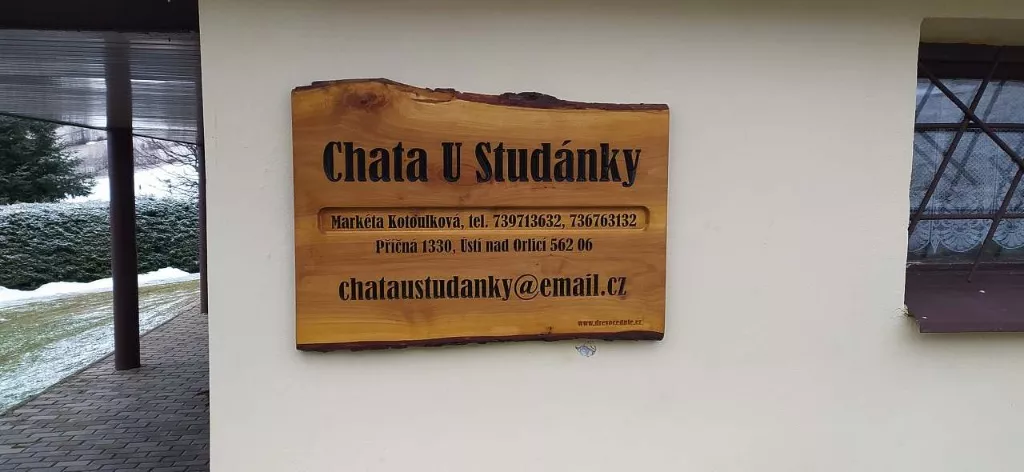 Chata U Studánky
Markéta Kotoulková, tel. 739713632, 736763132
Příčná 1330, Ústí nad Orlicí 562 06
chataustudanky@email.cz